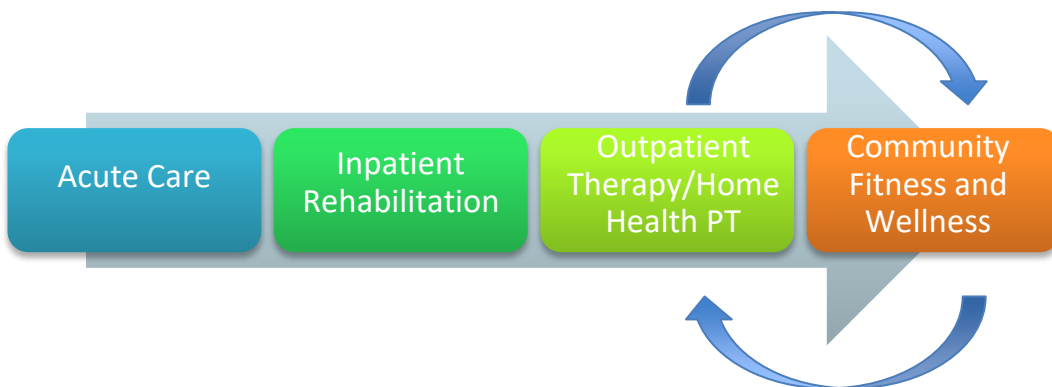 Acute Care
Inpatient
Rehabilitation
Outpatient
Therapy/Home
Health PT
Community
Fitness and
Wellness